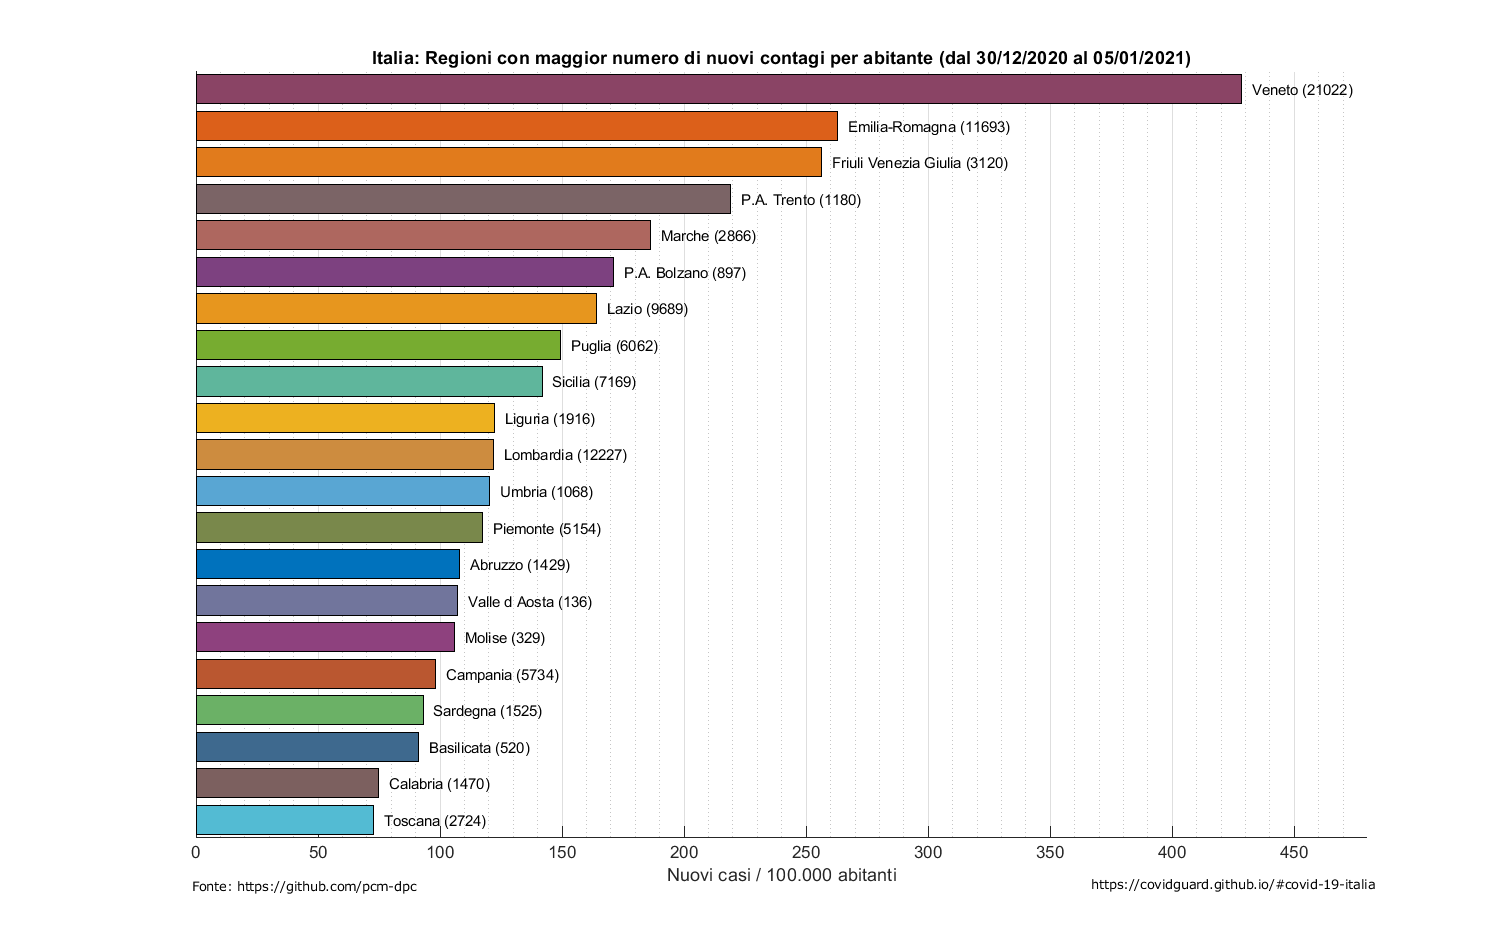 Italia: Regioni con maggior numero di nuovi contagi per abitante (dal 30/12/2020 al 05/01/2021)
Veneto (21022)
Emilia-Romagna (11693)
Friuli Venezia Giulia (3120)
P.A. Trento (1180)
Marche (2866)
P.A. Bolzano (897)
Lazio (9689)
Puglia (6062)
Sicilia (7169)
Liguria (1916)
Lombardia (12227)
Umbria (1068)
Piemonte (5154)
Abruzzo (1429)
Valle d Aosta (136)
Molise (329)
Campania (5734)
Sardegna (1525)
Basilicata (520)
Calabria (1470)
Toscana (2724)
0 50 100 150 200 250 300 350 400 450
Nuovi casi / 100.000 abitanti
Fonte: https://github.com/pcm-dpc
https://covidguard.github.io/#covid-19-italia